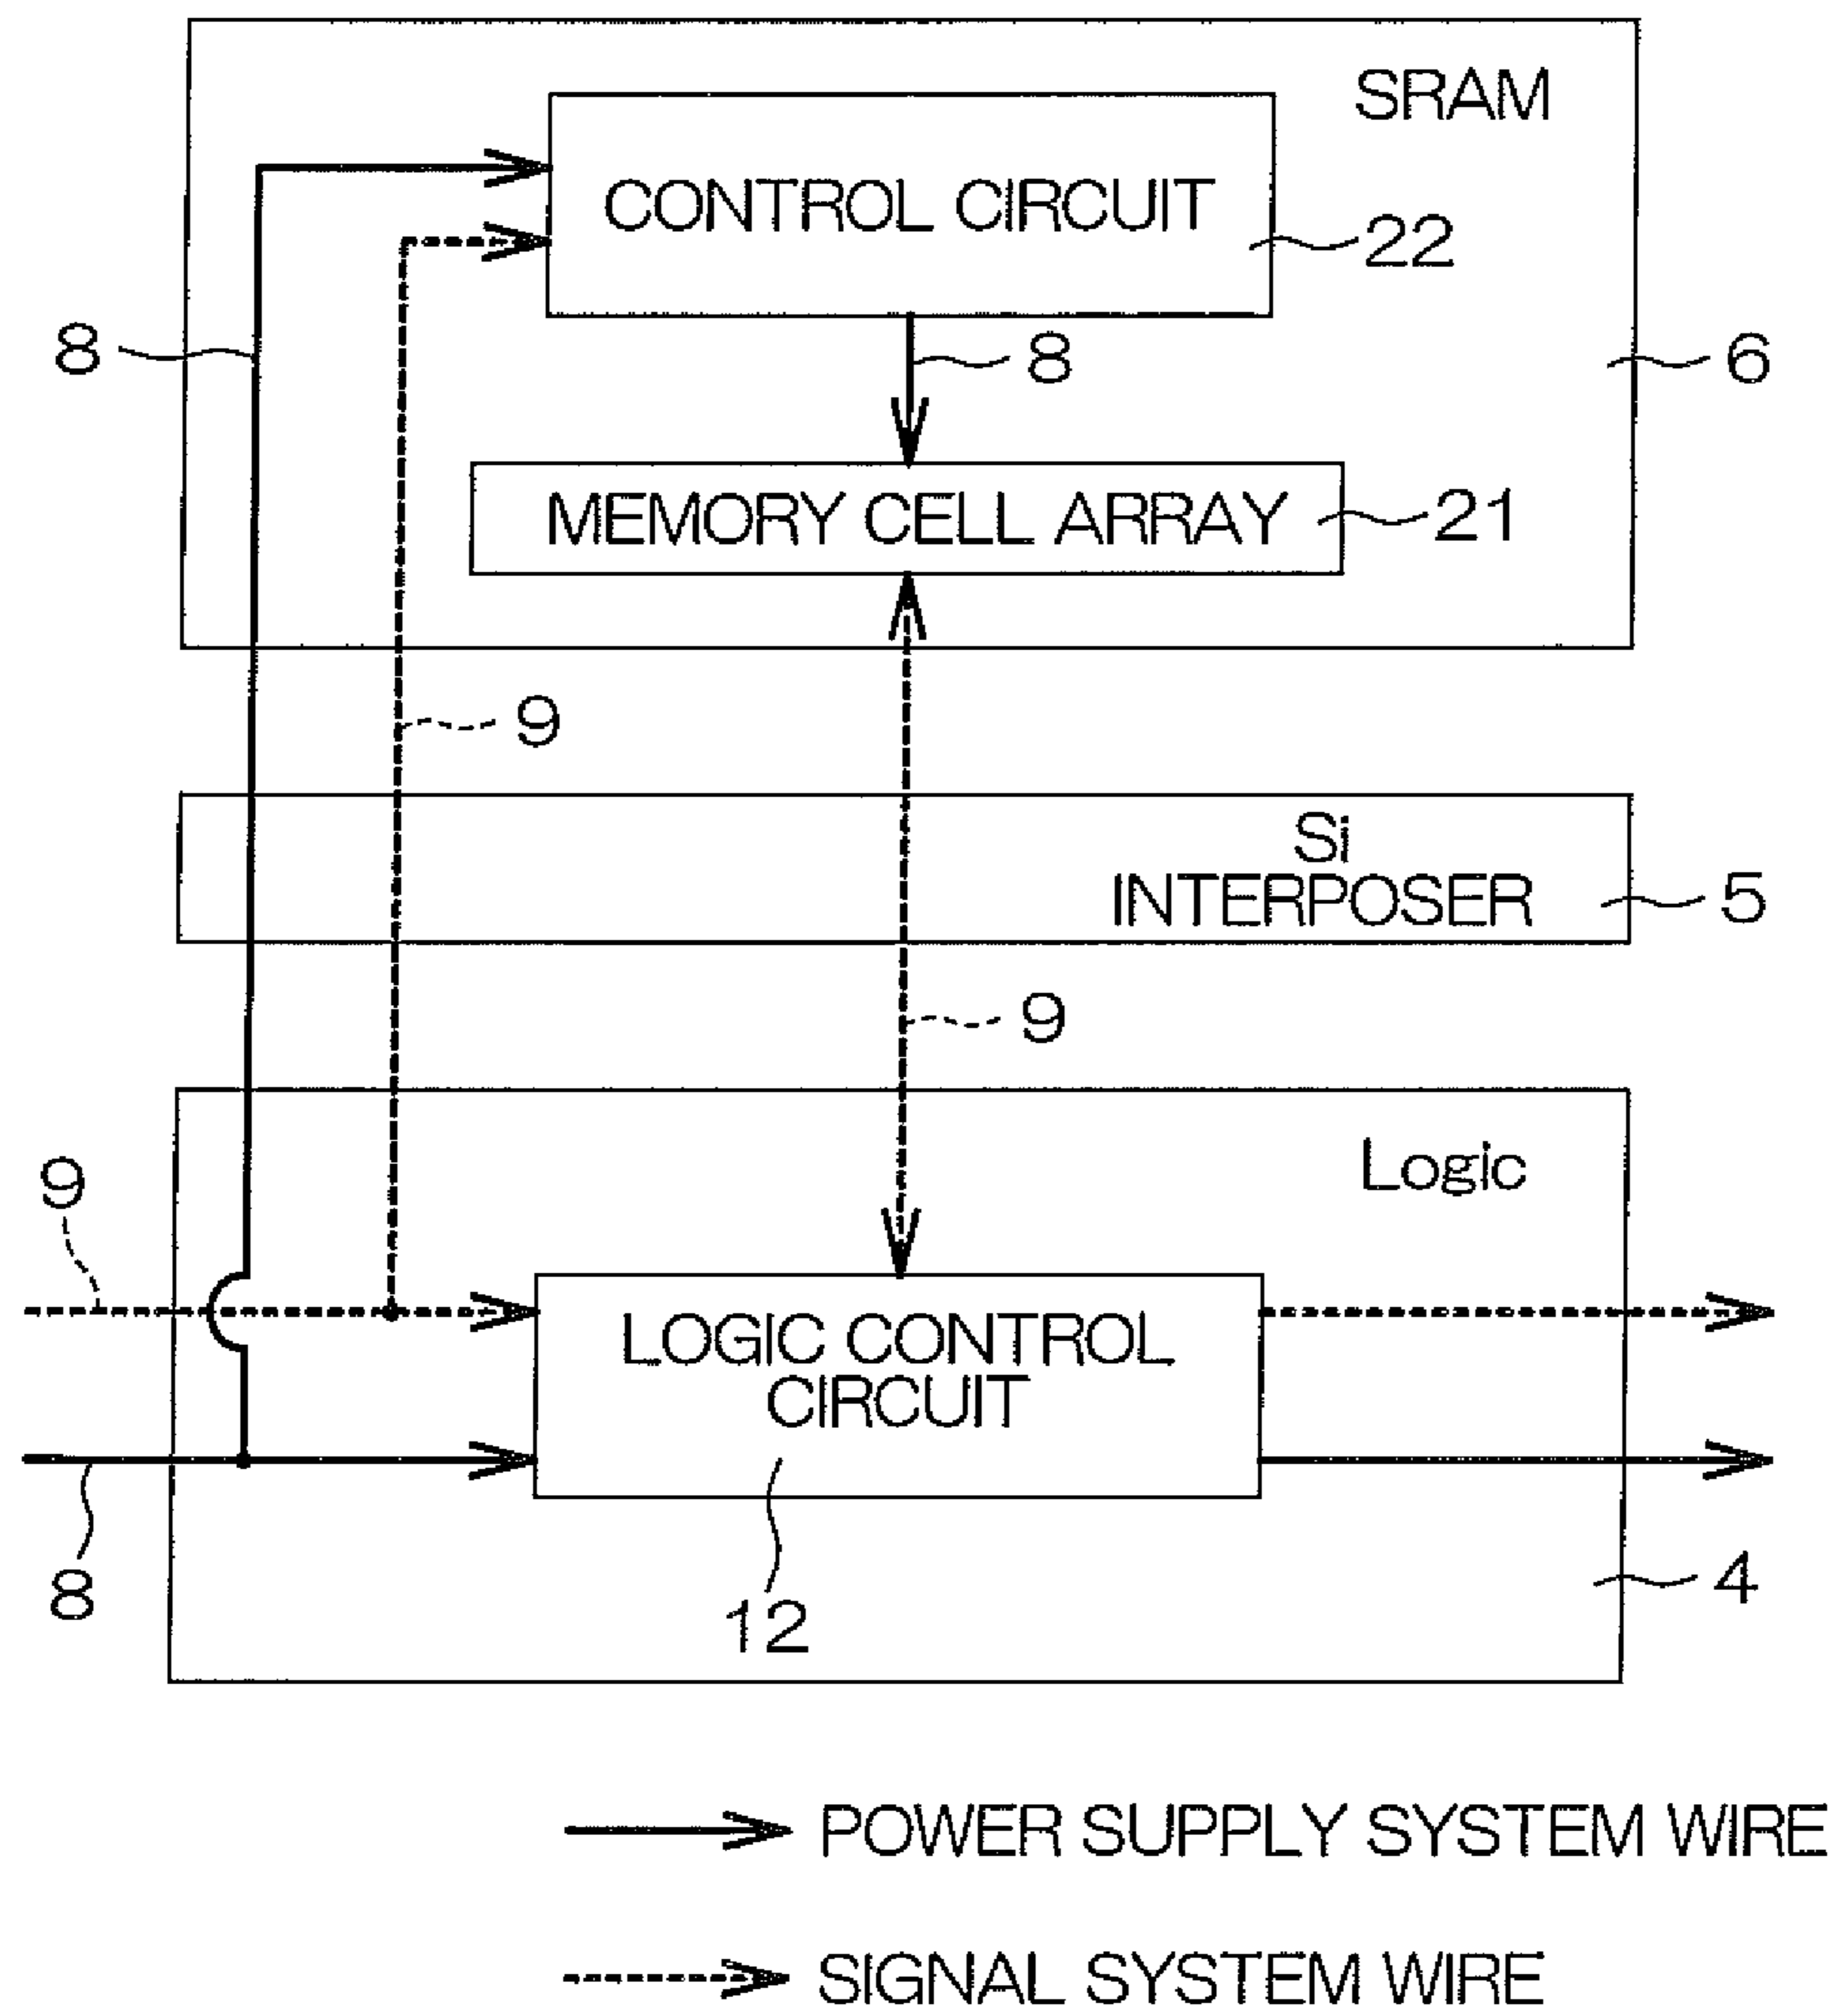 SRAM
CONTROL CIRCUIT
22
8
8
6
MEMORY CELL ARRAY
21
9
Si
INTERPOSER
5
9
Logic
9
LOGIC CONTROL
CIRCUIT
8
12
4
POWER SUPPLY SYSTEM WIRE
SIGNAL SYSTEM WIRE